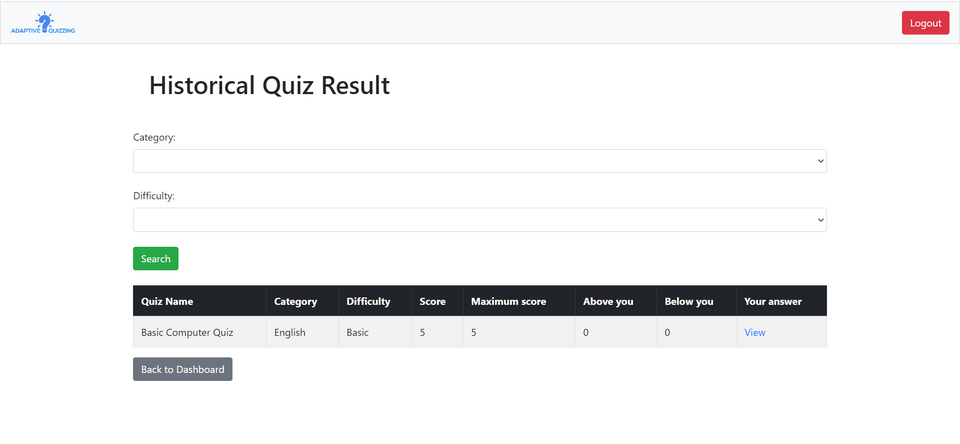 ADAPTIVE QUIZZING
Logout
Historical Quiz Result
Category:
Difficulty:
Search
Quiz Name Category Difficulty Score Maximum score Above you Below you Your answer
Basic Computer Quiz English Basic 5 5 0 0 View
Back to Dashboard